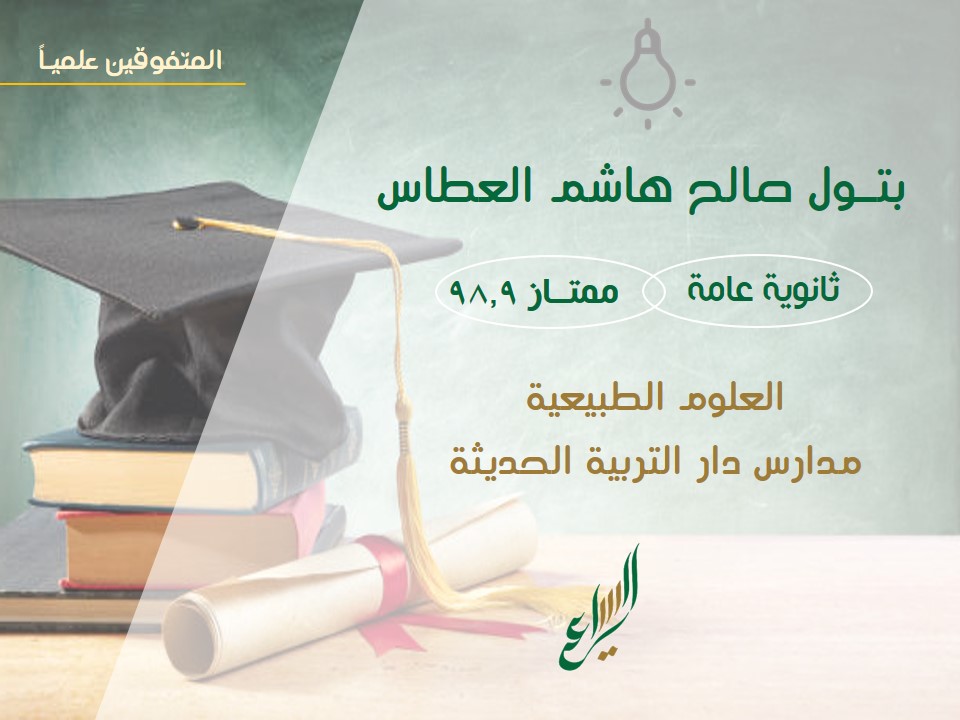 المتفوقين علمياً
بتـول صالح هاشم العطاس
ثانوية عامة
ممتـاز ٩٨,٩
العلوم الطبيعية
مدارس دار التربية الحديثة